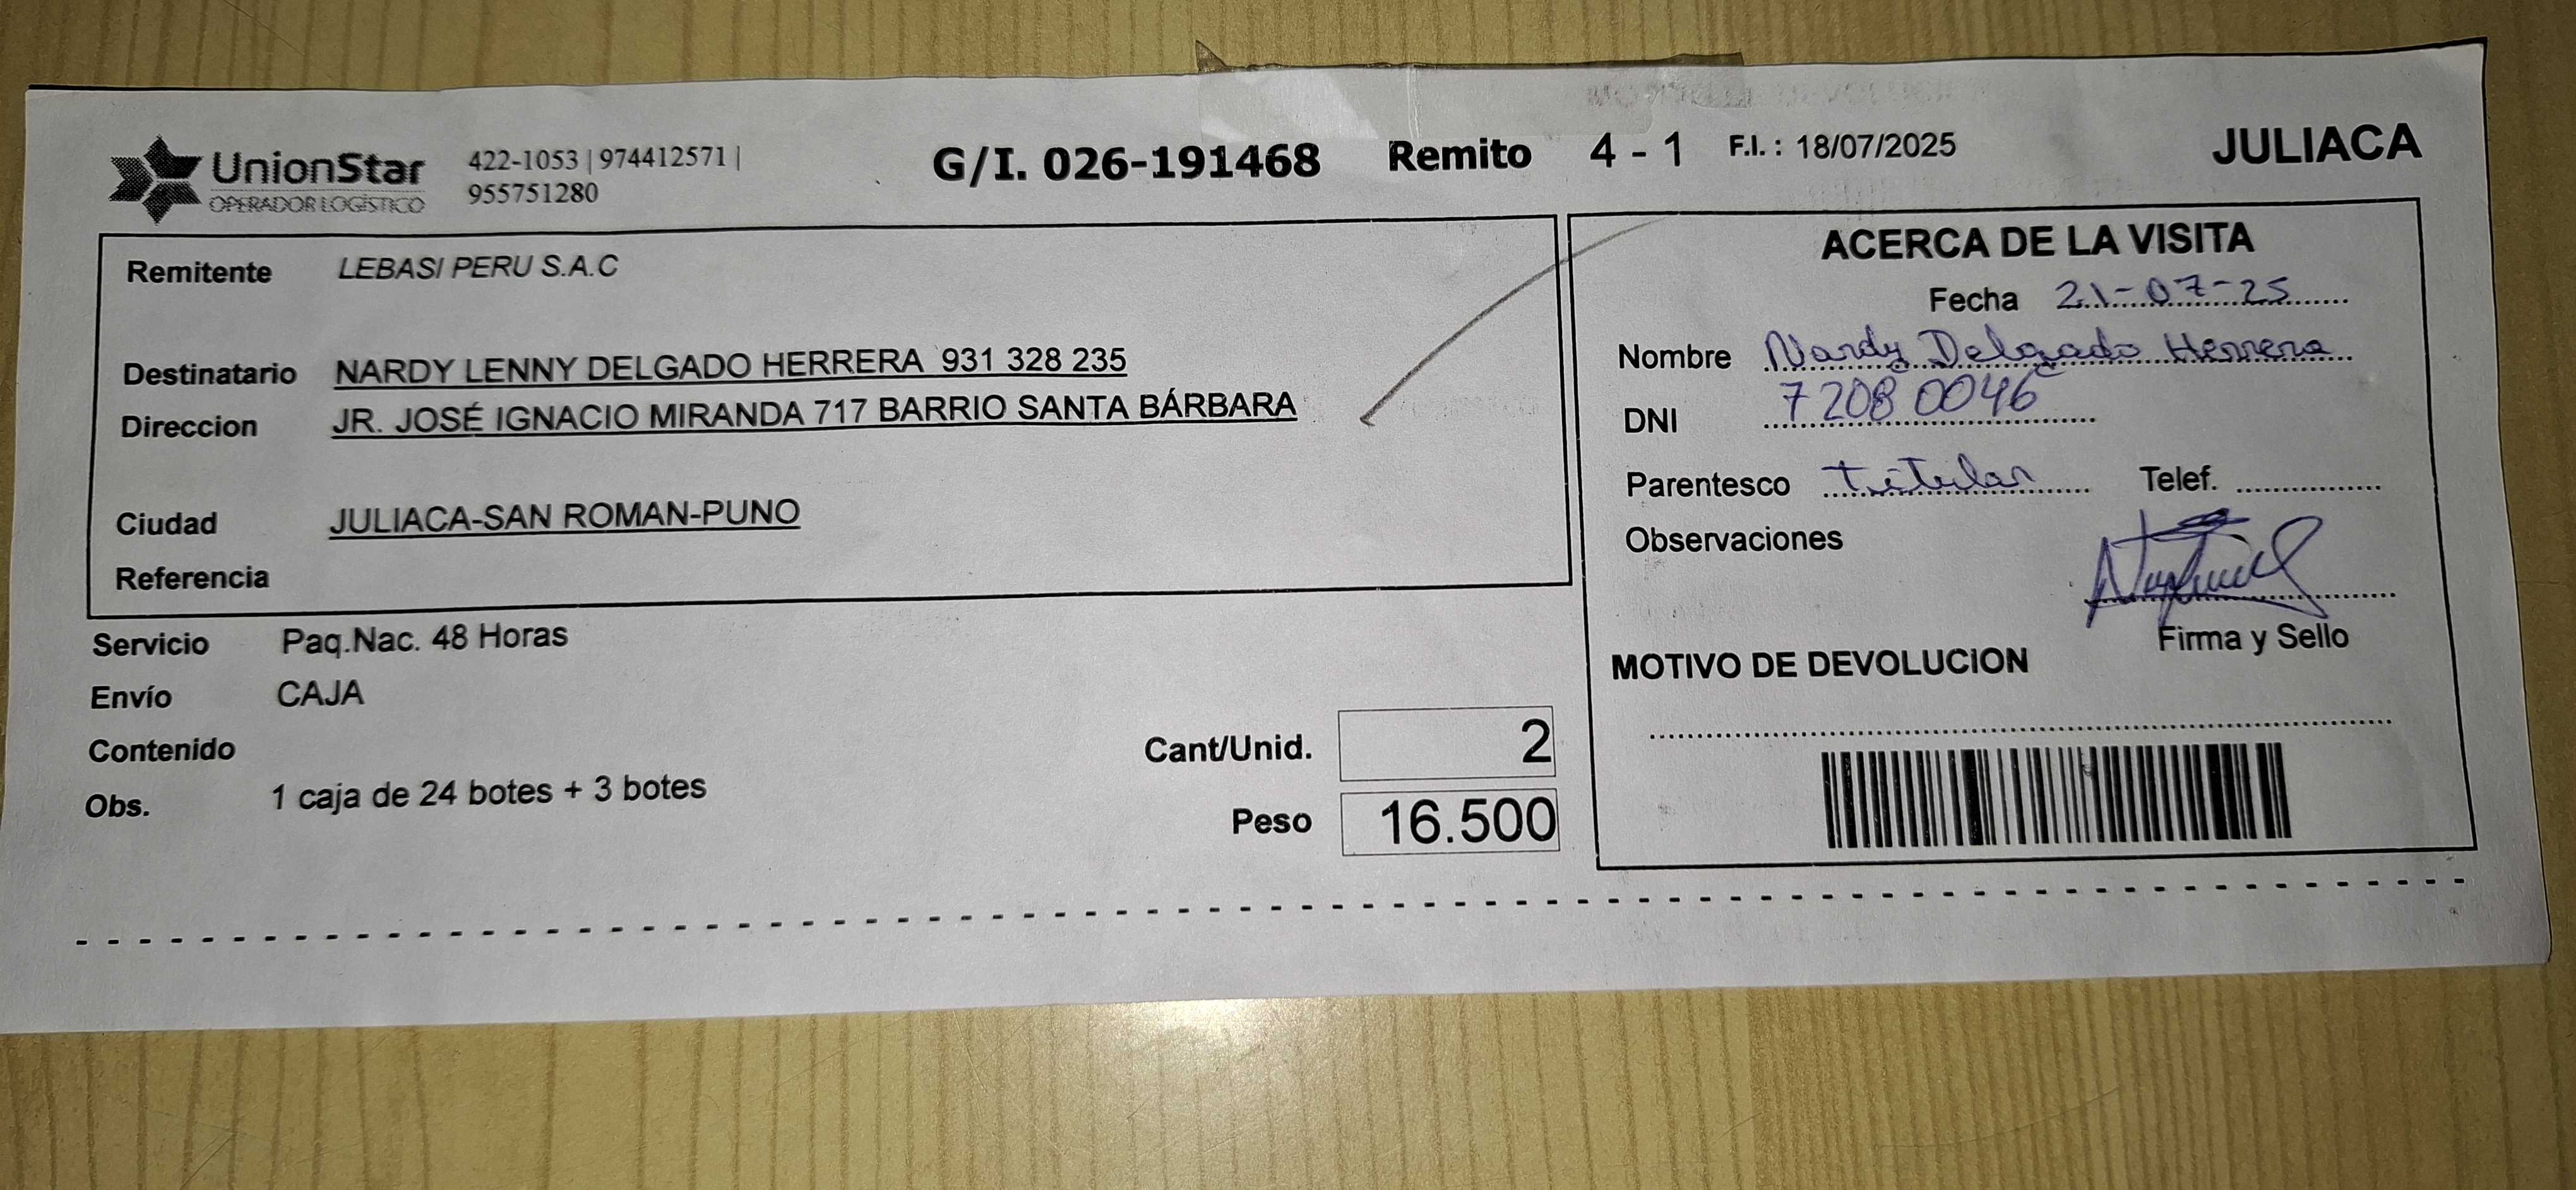 UnionStar
OPERADOR LOGÍSTICO
422-1053 | 974412571 |
955751280
G/I. 026-191468 Remito 4 - 1 F.I. : 18/07/2025 JULIACA
Remitente LEBASI PERU S.A.C
Destinatario NARDY LENNY DELGADO HERRERA 931 328 235
Direccion JR. JOSÉ IGNACIO MIRANDA 717 BARRIO SANTA BÁRBARA
Ciudad JULIACA-SAN ROMAN-PUNO
Referencia
Servicio Paq.Nac. 48 Horas
Envío CAJA
Contenido
Obs. 1 caja de 24 botes + 3 botes
Cant/Unid. 2
Peso 16.500
ACERCA DE LA VISITA
Fecha 21-07-25
Nombre Nardy Delgado Herrera
DNI 72080046
Parentesco titular Telef.
Observaciones
Firma y Sello
MOTIVO DE DEVOLUCION